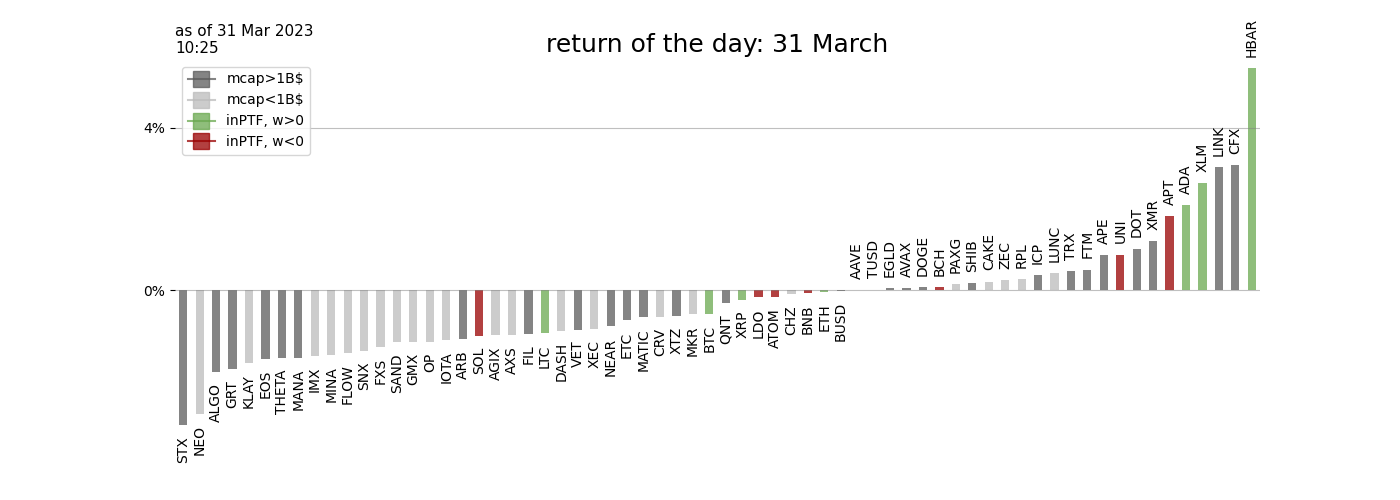 as of 31 Mar 2023
10:25
return of the day: 31 March
mcap>1B$
mcap<1B$
inPTF, w>0
inPTF, w<0
4%
0%
STX
NEO
ALGO
GRT
KLAY
EOS
THETA
MANA
IMX
MINA
FLOW
SNX
FXS
SAND
GMX
OP
IOTA
ARB
SOL
AGIX
AXS
FIL
LTC
DASH
VET
XEC
NEAR
ETC
MATIC
CRV
XTZ
MKR
BTC
QNT
XRP
LDO
ATOM
CHZ
BNB
ETH
BUSD
AAVE
TUSD
EGLD
AVAX
DOGE
BCH
PAXG
SHIB
CAKE
ZEC
RPL
ICP
LUNC
TRX
FTM
APE
UNI
DOT
XMR
APT
ADA
XLM
LINK
CFX
HBAR